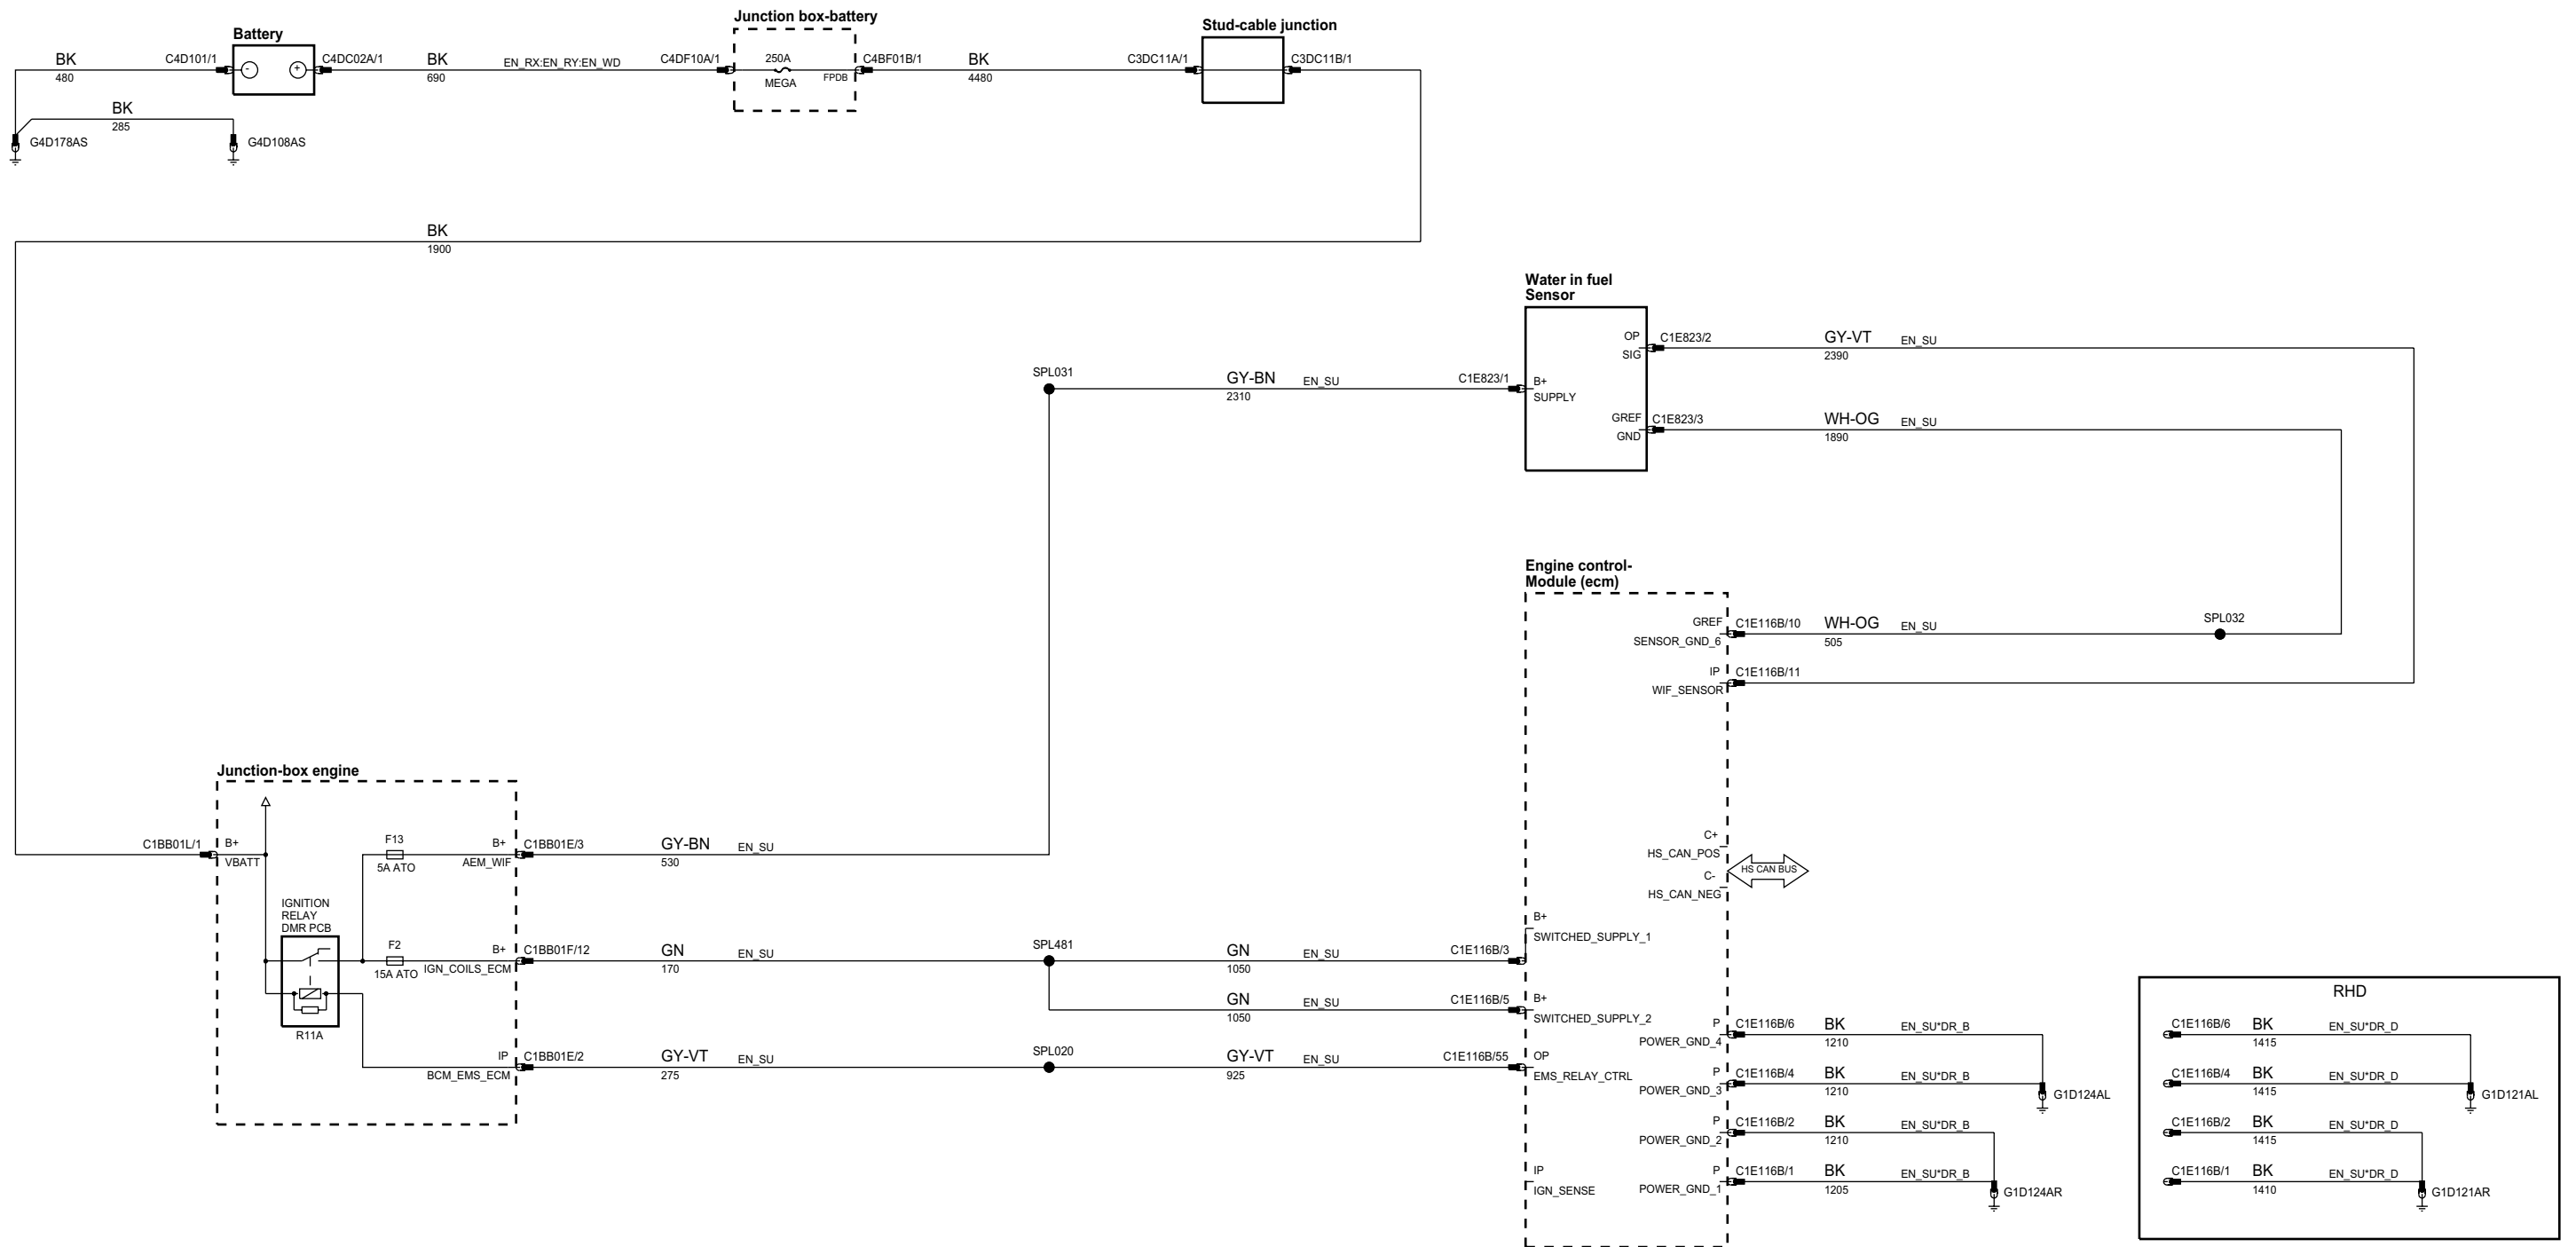 Battery
Junction box-battery
Stud-cable junction
BK
480
C4D101/1
-
+
C4DC02A/1
BK
690
EN_RX:EN_RY:EN_WD
C4DF10A/1
250A
MEGA
FPDB
C4BF01B/1
BK
4480
C3DC11A/1
C3DC11B/1
BK
285
G4D178AS
G4D108AS
BK
1900
Water in fuel
Sensor
OP
SIG
C1E823/2
GY-VT
2390
EN_SU
SPL031
GY-BN
2310
EN_SU
C1E823/1
B+
SUPPLY
GREF
GND
C1E823/3
WH-OG
1890
EN_SU
Engine control-
Module (ecm)
GREF
SENSOR_GND_6
C1E116B/10
WH-OG
505
EN_SU
SPL032
IP
WIF_SENSOR
C1E116B/11
Junction-box engine
C1BB01L/1
B+
VBATT
F13
5A ATO
B+
AEM_WIF
C1BB01E/3
GY-BN
530
EN_SU
C+
HS_CAN_POS
C-
HS_CAN_NEG
HS CAN BUS
IGNITION
RELAY
DMR PCB
R11A
F2
15A ATO
B+
IGN_COILS_ECM
C1BB01F/12
GN
170
EN_SU
SPL481
GN
1050
EN_SU
C1E116B/3
B+
SWITCHED_SUPPLY_1
GN
1050
EN_SU
C1E116B/5
B+
SWITCHED_SUPPLY_2
IP
BCM_EMS_ECM
C1BB01E/2
GY-VT
275
EN_SU
SPL020
GY-VT
925
EN_SU
C1E116B/55
OP
EMS_RELAY_CTRL
IP
IGN_SENSE
P
POWER_GND_4
C1E116B/6
BK
1210
EN_SU*DR_B
P
POWER_GND_3
C1E116B/4
BK
1210
EN_SU*DR_B
G1D124AL
P
POWER_GND_2
C1E116B/2
BK
1210
EN_SU*DR_B
P
POWER_GND_1
C1E116B/1
BK
1205
EN_SU*DR_B
G1D124AR
RHD
C1E116B/6
BK
1415
EN_SU*DR_D
C1E116B/4
BK
1415
EN_SU*DR_D
G1D121AL
C1E116B/2
BK
1415
EN_SU*DR_D
C1E116B/1
BK
1410
EN_SU*DR_D
G1D121AR